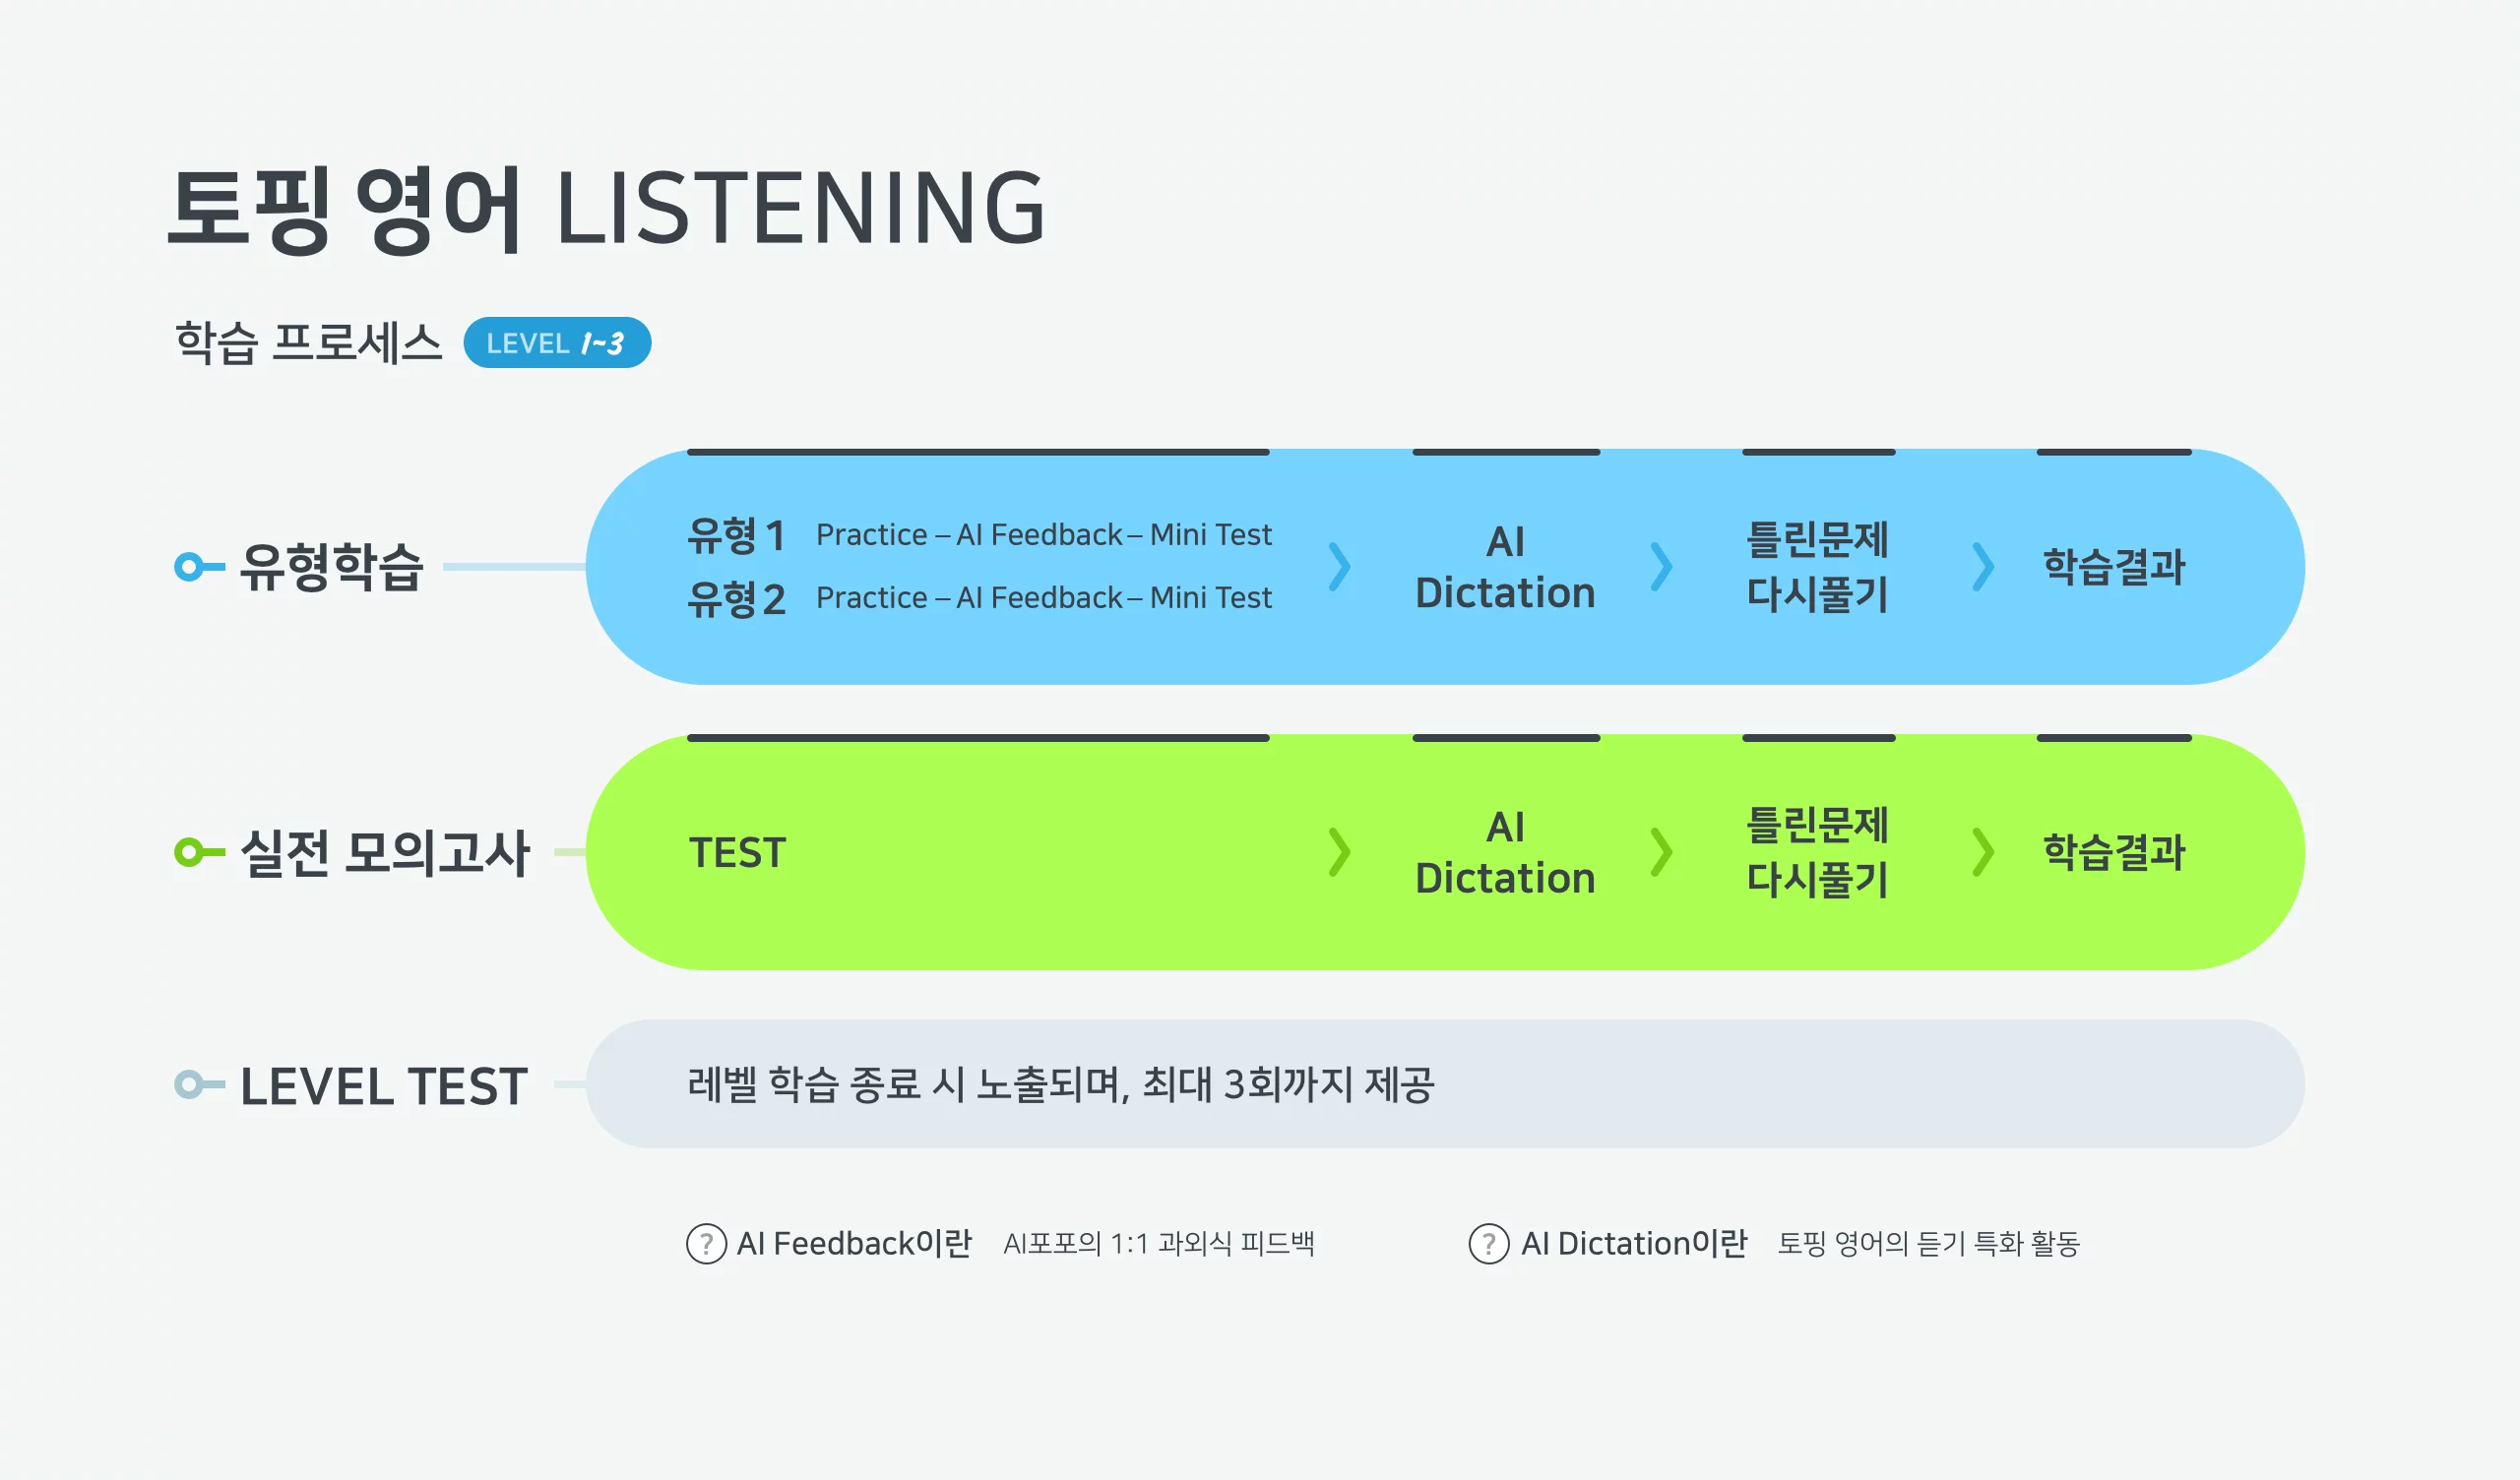 토핑 영어 LISTENING
학습 프로세스 LEVEL 1~3
유형학습
유형 1 Practice – AI Feedback – Mini Test
유형 2 Practice – AI Feedback – Mini Test
AI
Dictation
틀린문제
다시풀기
학습결과
실전 모의고사
TEST
AI
Dictation
틀린문제
다시풀기
학습결과
LEVEL TEST
레벨 학습 종료 시 노출되며, 최대 3회까지 제공
? AI Feedback이란 AI포포의 1:1 과외식 피드백
? AI Dictation이란 토핑 영어의 듣기 특화 활동